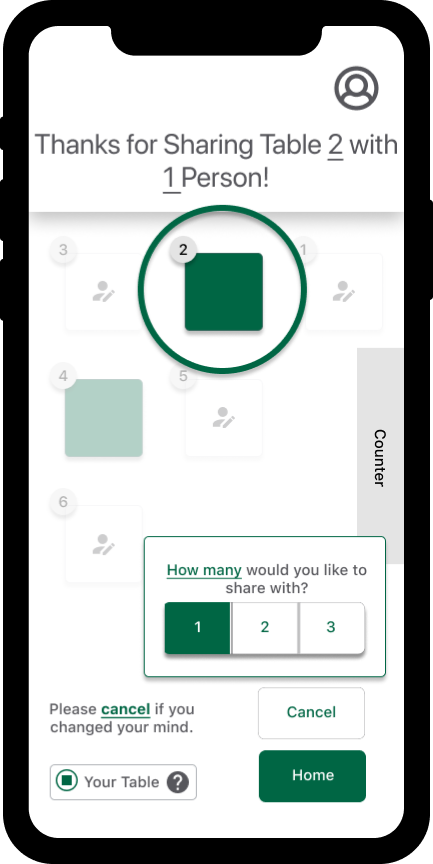 Thanks for Sharing Table 2 with
1 Person!
3
2
1
4
5
Counter
6
How many would you like to
share with?
1
2
3
Please cancel if you
changed your mind.
Cancel
Your Table ?
Home